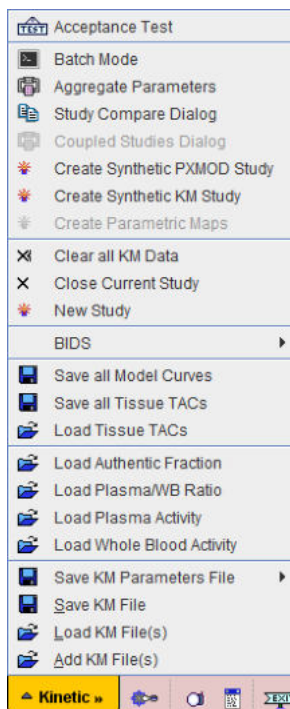 TEST Acceptance Test
Batch Mode
Aggregate Parameters
Study Compare Dialog
Coupled Studies Dialog
Create Synthetic PXMOD Study
Create Synthetic KM Study
Create Parametric Maps
Clear all KM Data
Close Current Study
New Study
BIDS
Save all Model Curves
Save all Tissue TACs
Load Tissue TACs
Load Authentic Fraction
Load Plasma/WB Ratio
Load Plasma Activity
Load Whole Blood Activity
Save KM Parameters File
Save KM File
Load KM File(s)
Add KM File(s)
Kinetic » EXIT